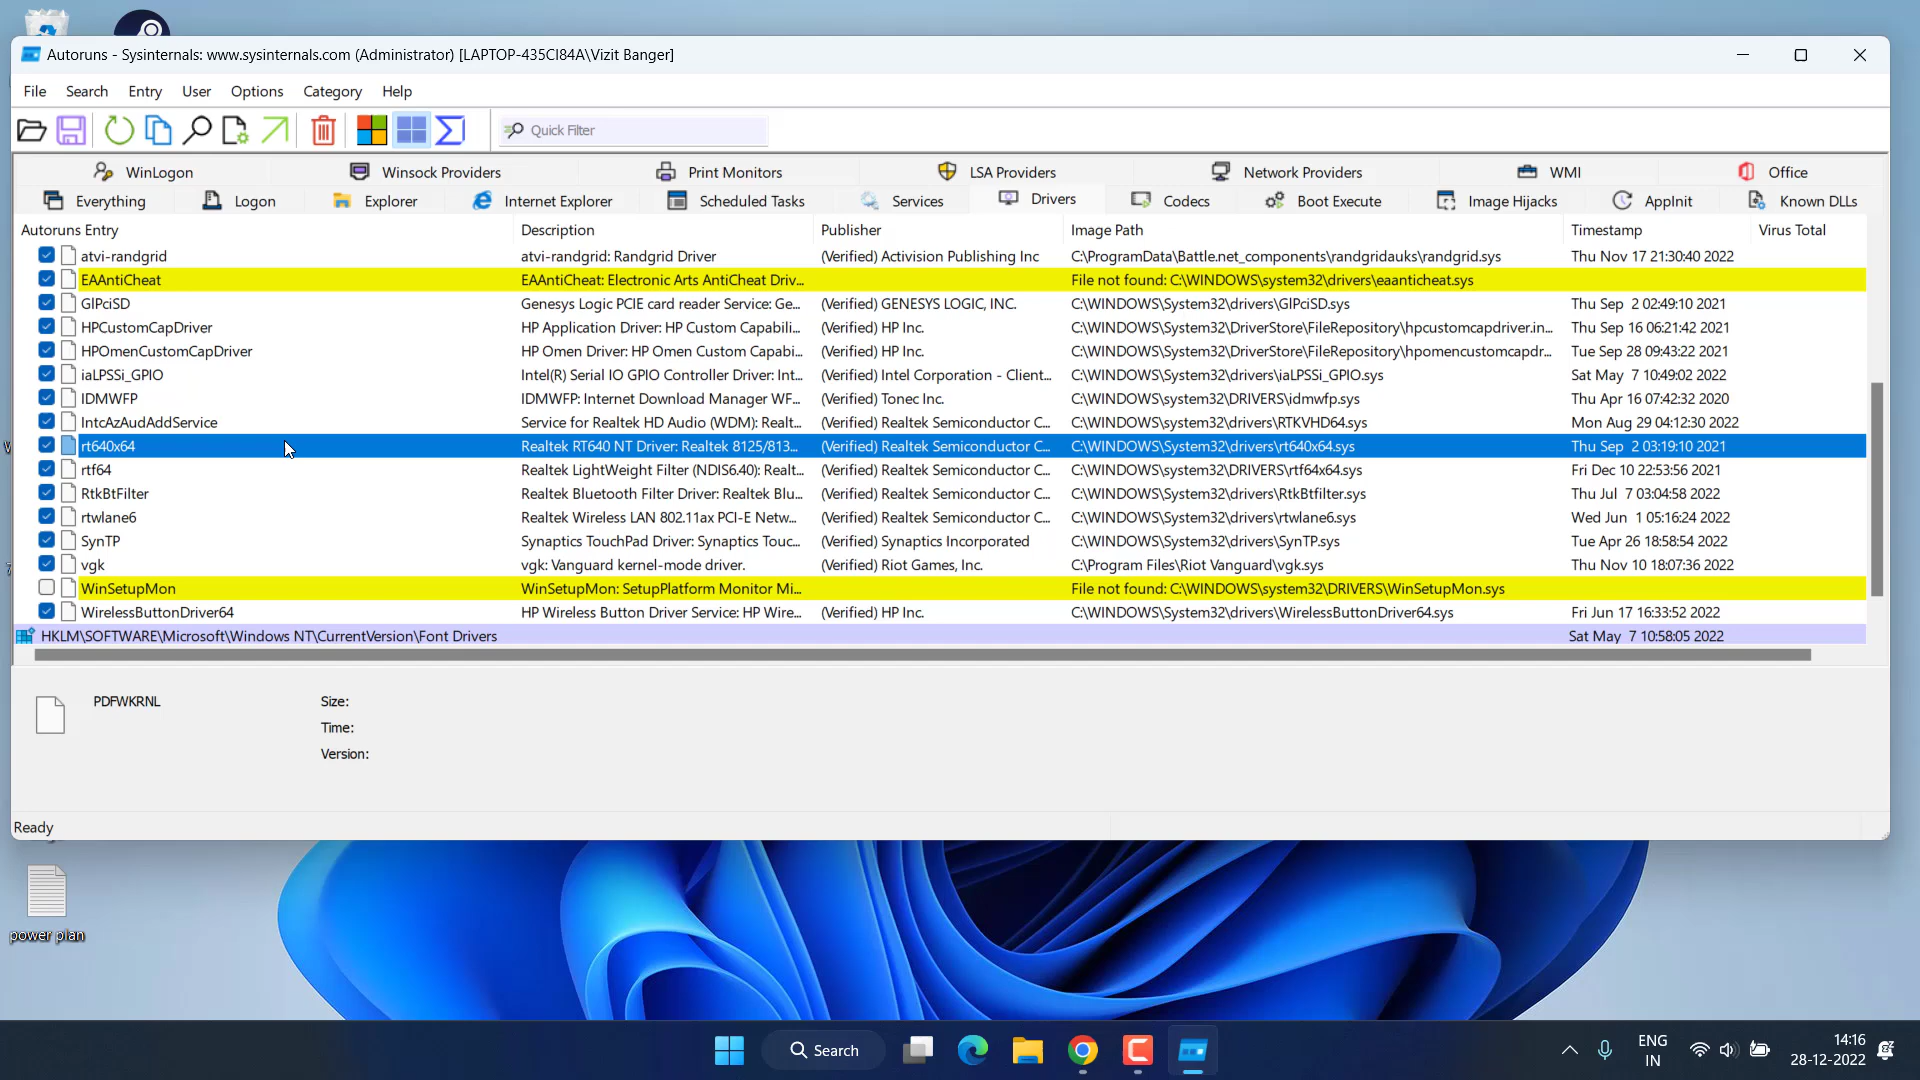 Autoruns - Sysinternals: www.sysinternals.com (Administrator) [LAPTOP-435CI84A\Vizit Banger]
File Search Entry User Options Category Help
Quick Filter
WinLogon Winsock Providers Print Monitors LSA Providers Network Providers WMI Office
Everything Logon Explorer Internet Explorer Scheduled Tasks Services Drivers Codecs Boot Execute Image Hijacks AppInit Known DLLs
Autoruns Entry Description Publisher Image Path Timestamp Virus Total
atvi-randgrid atvi-randgrid: Randgrid Driver (Verified) Activision Publishing Inc C:\ProgramData\Battle.net_components\randgridauks\randgrid.sys Thu Nov 17 21:30:40 2022
EAAntiCheat EAAntiCheat: Electronic Arts AntiCheat Driv... File not found: C:\WINDOWS\system32\drivers\eaanticheat.sys
GIPciSD Genesys Logic PCIE card reader Service: Ge... (Verified) GENESYS LOGIC, INC. C:\WINDOWS\System32\drivers\GIPciSD.sys Thu Sep 2 02:49:10 2021
HPCustomCapDriver HP Application Driver: HP Custom Capabili... (Verified) HP Inc. C:\WINDOWS\System32\DriverStore\FileRepository\hpcustomcapdriver.in... Thu Sep 16 06:21:42 2021
HPOmenCustomCapDriver HP Omen Driver: HP Omen Custom Capabi... (Verified) HP Inc. C:\WINDOWS\System32\DriverStore\FileRepository\hpomencustomcapdr... Tue Sep 28 09:43:22 2021
iaLPSSi_GPIO Intel(R) Serial IO GPIO Controller Driver: Int... (Verified) Intel Corporation - Client... C:\WINDOWS\System32\drivers\iaLPSSi_GPIO.sys Sat May 7 10:49:02 2022
IDMWFP IDMWFP: Internet Download Manager WF... (Verified) Tonec Inc. C:\WINDOWS\system32\DRIVERS\idmwfp.sys Thu Apr 16 07:42:32 2020
IntcAzAudAddService Service for Realtek HD Audio (WDM): Realt... (Verified) Realtek Semiconductor C... C:\WINDOWS\System32\drivers\RTKVHD64.sys Mon Aug 29 04:12:30 2022
rt640x64 Realtek RT640 NT Driver: Realtek 8125/813... (Verified) Realtek Semiconductor C... C:\WINDOWS\System32\drivers\rt640x64.sys Thu Sep 2 03:19:10 2021
rtf64 Realtek LightWeight Filter (NDIS6.40): Realt... (Verified) Realtek Semiconductor C... C:\WINDOWS\system32\DRIVERS\rtf64x64.sys Fri Dec 10 22:53:56 2021
RtkBtFilter Realtek Bluetooth Filter Driver: Realtek Blu... (Verified) Realtek Semiconductor C... C:\WINDOWS\System32\drivers\RtkBtfilter.sys Thu Jul 7 03:04:58 2022
rtwlane6 Realtek Wireless LAN 802.11ax PCI-E Netw... (Verified) Realtek Semiconductor C... C:\WINDOWS\System32\drivers\rtwlane6.sys Wed Jun 1 05:16:24 2022
SynTP Synaptics TouchPad Driver: Synaptics Touc... (Verified) Synaptics Incorporated C:\WINDOWS\System32\drivers\SynTP.sys Tue Apr 26 18:58:54 2022
vgk vgk: Vanguard kernel-mode driver. (Verified) Riot Games, Inc. C:\Program Files\Riot Vanguard\vgk.sys Thu Nov 10 18:07:36 2022
WinSetupMon WinSetupMon: SetupPlatform Monitor Mi... File not found: C:\WINDOWS\system32\DRIVERS\WinSetupMon.sys
WirelessButtonDriver64 HP Wireless Button Driver Service: HP Wire... (Verified) HP Inc. C:\WINDOWS\System32\drivers\WirelessButtonDriver64.sys Fri Jun 17 16:33:52 2022
HKLM\SOFTWARE\Microsoft\Windows NT\CurrentVersion\Font Drivers Sat May 7 10:58:05 2022
PDFWKRNL Size:
Time:
Version:
Ready
power plan
Search
ENG
IN
14:16
28-12-2022